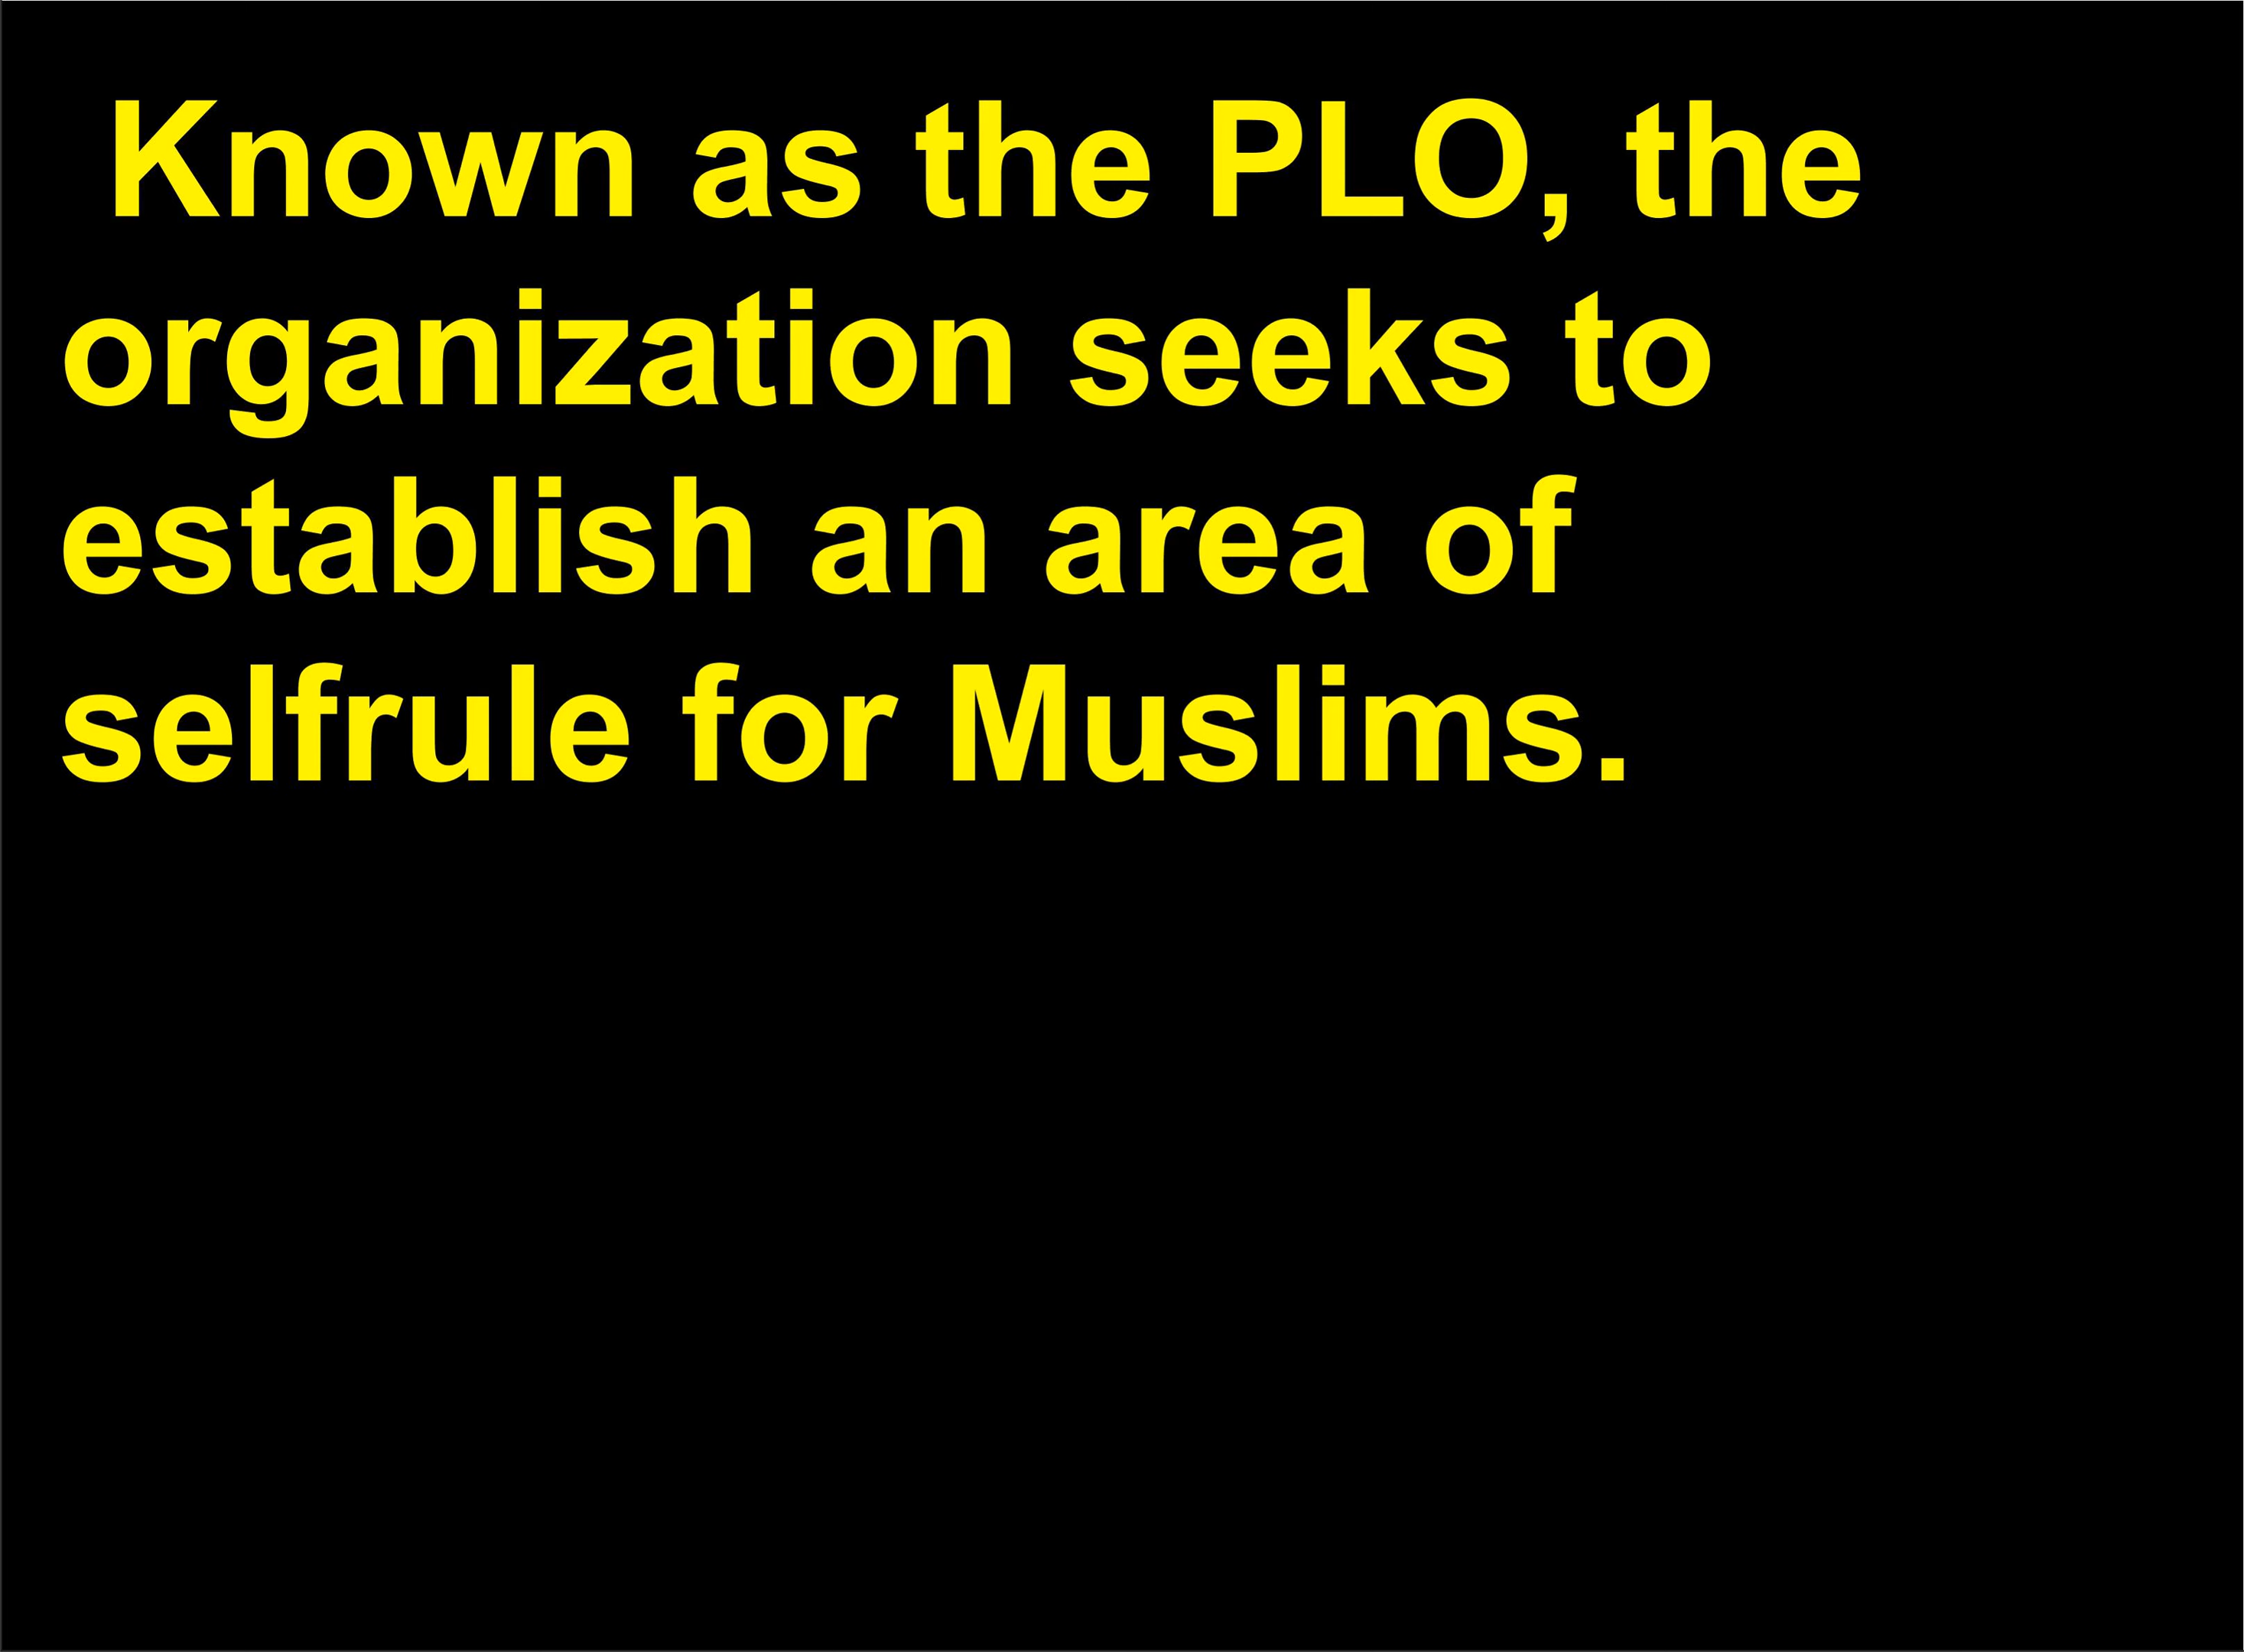 Known as the PLO, the
organization seeks to
establish an area of
selfrule for Muslims.